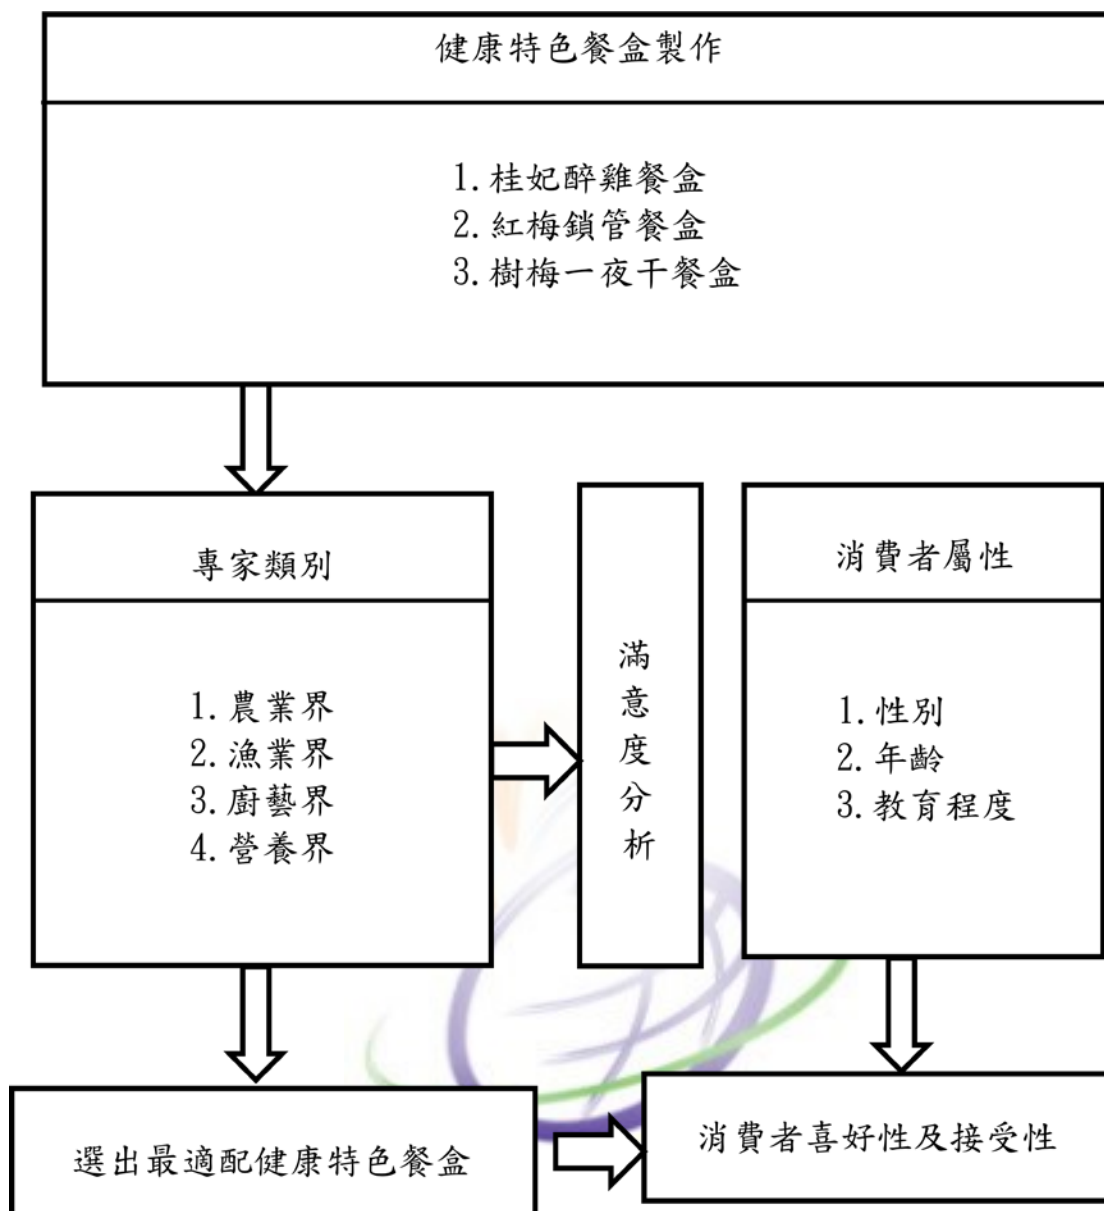 健康特色餐盒製作
1.桂妃醉雞餐盒
2.紅梅鎖管餐盒
3.樹梅一夜干餐盒
專家類別
1.農業界
2.漁業界
3.廚藝界
4.營養界
滿意度分析
消費者屬性
1.性別
2.年齡
3.教育程度
選出最適配健康特色餐盒
消費者喜好性及接受性